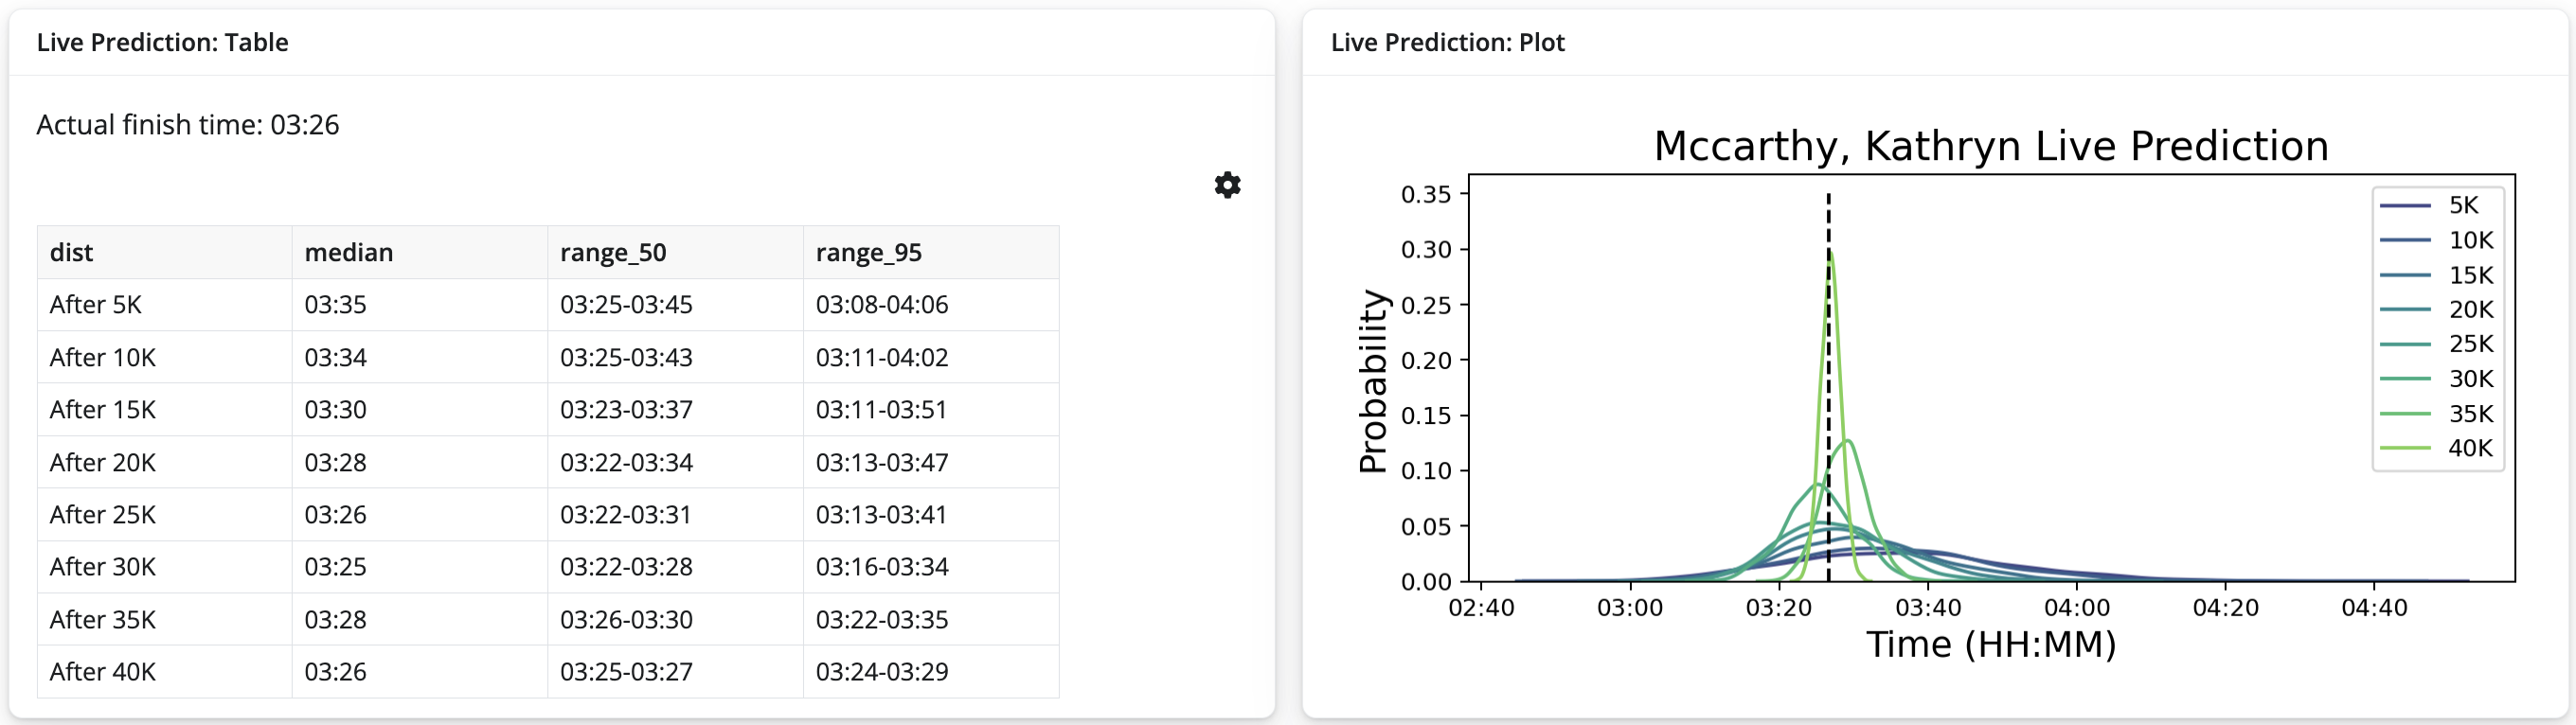 Live Prediction: Table
Actual finish time: 03:26
dist median range_50 range_95
After 5K 03:35 03:25-03:45 03:08-04:06
After 10K 03:34 03:25-03:43 03:11-04:02
After 15K 03:30 03:23-03:37 03:11-03:51
After 20K 03:28 03:22-03:34 03:13-03:47
After 25K 03:26 03:22-03:31 03:13-03:41
After 30K 03:25 03:22-03:28 03:16-03:34
After 35K 03:28 03:26-03:30 03:22-03:35
After 40K 03:26 03:25-03:27 03:24-03:29
Live Prediction: Plot
Mccarthy, Kathryn Live Prediction
Probability
0.35
0.30
0.25
0.20
0.15
0.10
0.05
0.00
5K
10K
15K
20K
25K
30K
35K
40K
02:40 03:00 03:20 03:40 04:00 04:20 04:40
Time (HH:MM)